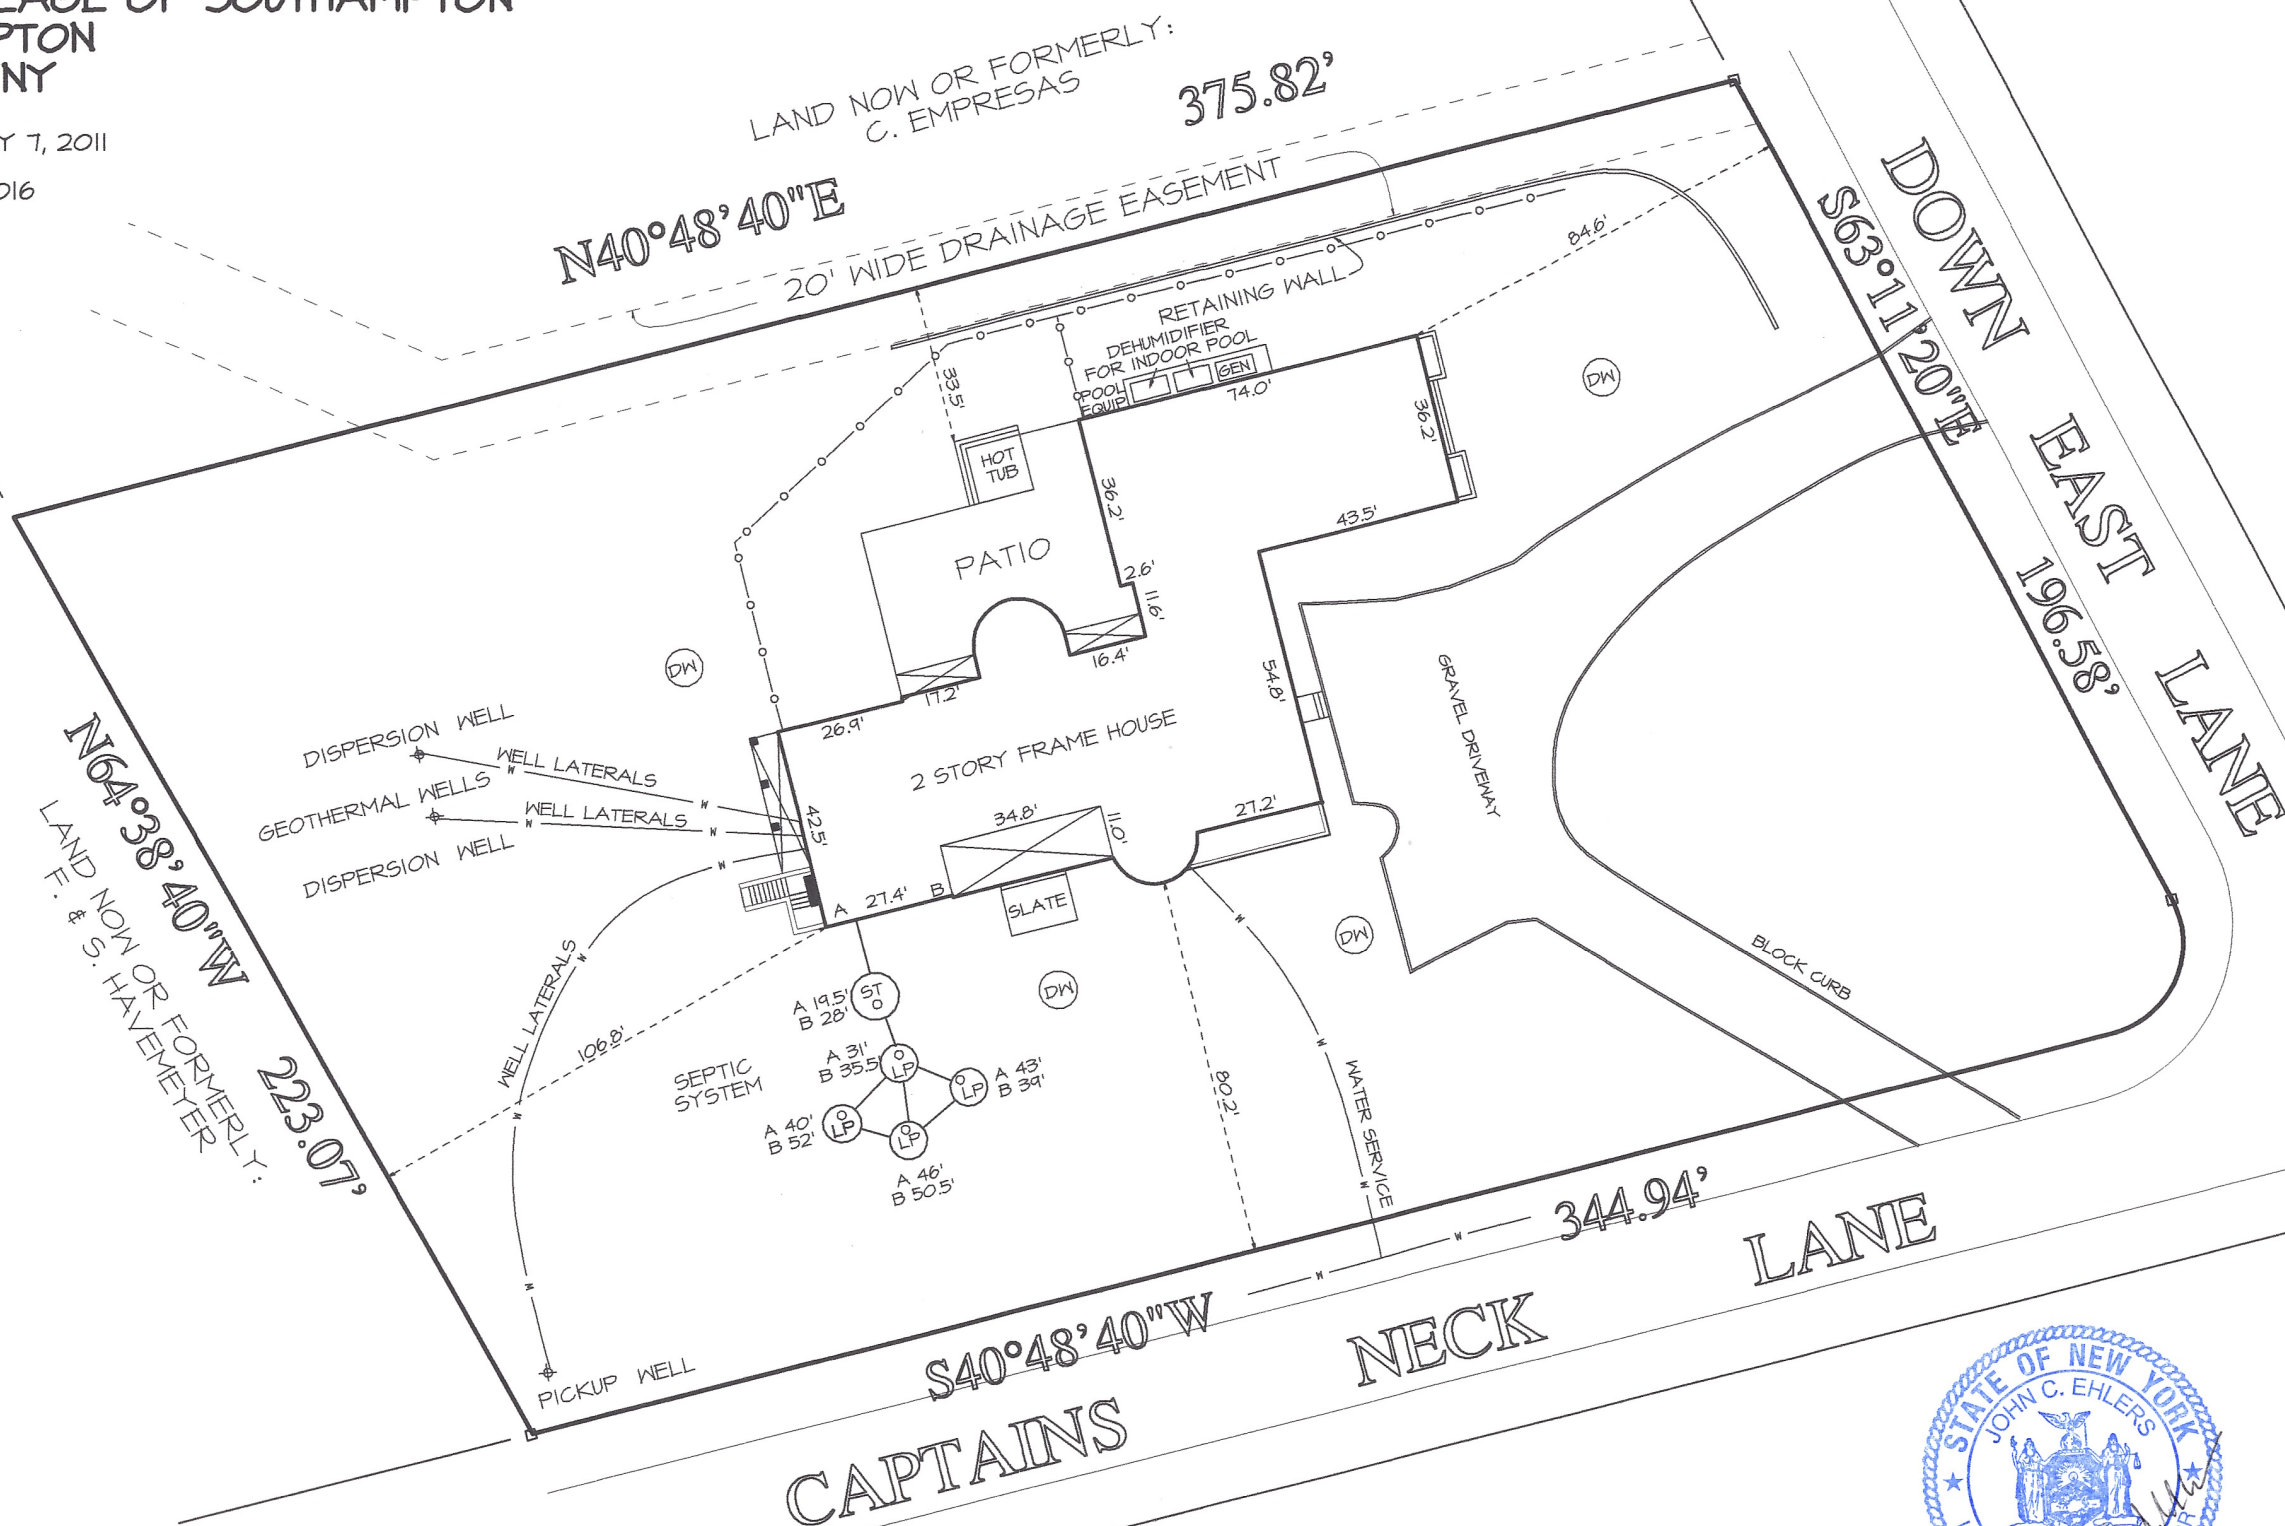 SOUTHAMPTON
NY
7, 2011
LAND NOW OR FORMERLY:
C. EMPRESAS
375.82'
N40°48'40"E
20' WIDE DRAINAGE EASEMENT
84.6'
RETAINING WALL
DEHUMIDIFIER
FOR INDOOR POOL
POOL
EQUIP
GEN
74.0'
36.2'
33.5'
HOT
TUB
36.2'
43.5'
PATIO
2.6'
11.6'
16.4'
17.2'
26.9'
54.8'
2 STORY FRAME HOUSE
34.8'
11.0'
27.2'
42.5'
A
27.4'
B
SLATE
DW
DW
DW
DW
GRAVEL DRIVEWAY
BLOCK CURB
DISPERSION WELL
W
WELL LATERALS
W
GEOTHERMAL WELLS
W
WELL LATERALS
W
DISPERSION WELL
W
WELL LATERALS
W
W
W
PICKUP WELL
106.8'
SEPTIC
SYSTEM
A 19.5'
B 28'
ST
A 31'
B 35.5'
LP
A 43'
B 39'
LP
A 40'
B 52'
LP
LP
A 46'
B 50.5'
80.2'
W
W
WATER SERVICE
W
W
W
S63°11'20"E
196.58'
DOWN EAST LANE
N64°38'40"W
223.07'
LAND NOW OR FORMERLY:
F. & S. HAVEMEYER
S40°48'40"W
344.94'
CAPTAINS NECK LANE
STATE OF NEW YORK
JOHN C. EHLERS